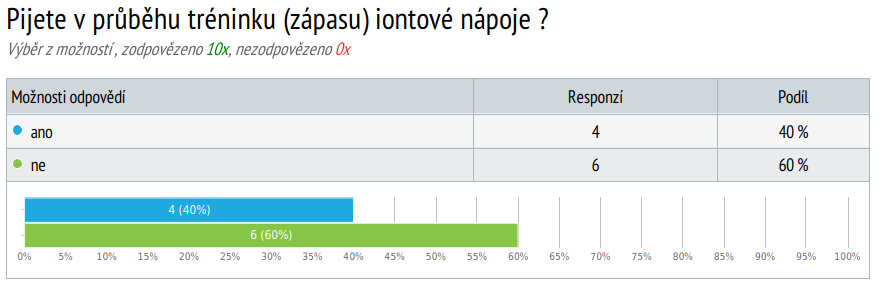 Pijete v průběhu tréninku (zápasu) iontové nápoje ?
Výběr z možností , zodpovězeno 10x, nezodpovězeno 0x
Možnosti odpovědí Responzí Podíl
ano 4 40 %
ne 6 60 %
4 (40%)
6 (60%)
0% 5% 10% 15% 20% 25% 30% 35% 40% 45% 50% 55% 60% 65% 70% 75% 80% 85% 90% 95% 100%